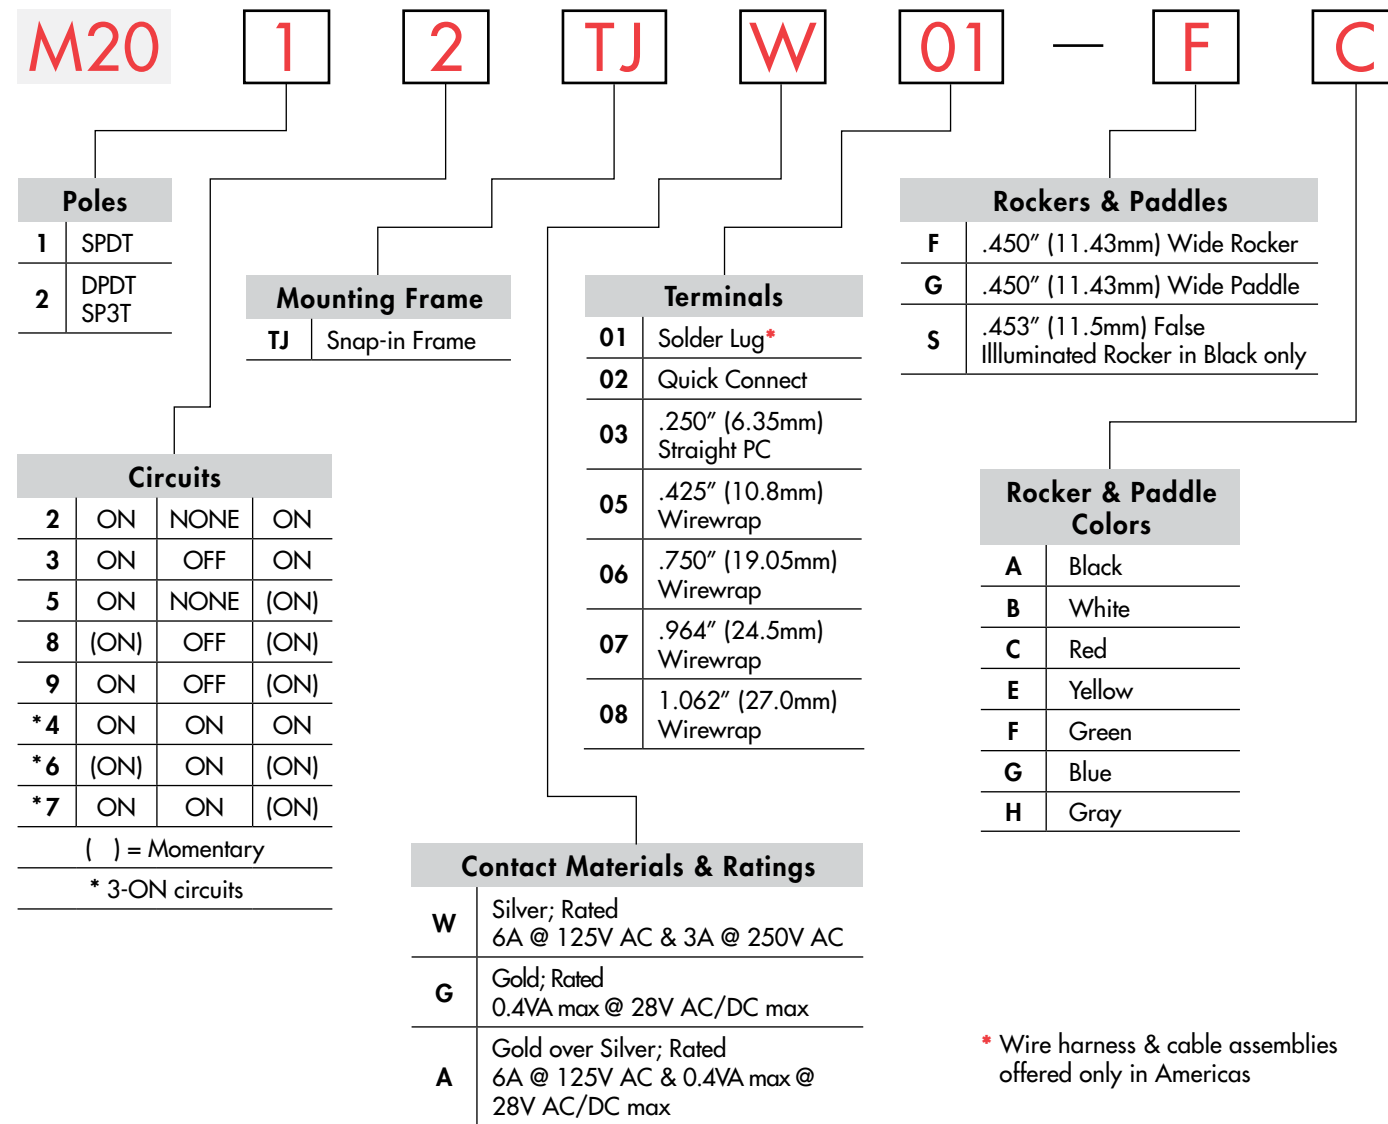 M20 1 2 TJ W 01 — F C
Poles
1 SPDT
2 DPDT
SP3T
Mounting Frame
TJ Snap-in Frame
Terminals
01 Solder Lug*
02 Quick Connect
03 .250” (6.35mm)
Straight PC
05 .425” (10.8mm)
Wirewrap
06 .750” (19.05mm)
Wirewrap
07 .964” (24.5mm)
Wirewrap
08 1.062” (27.0mm)
Wirewrap
Rockers & Paddles
F .450” (11.43mm) Wide Rocker
G .450” (11.43mm) Wide Paddle
S .453” (11.5mm) False
Illluminated Rocker in Black only
Circuits
2 ON NONE ON
3 ON OFF ON
5 ON NONE (ON)
8 (ON) OFF (ON)
9 ON OFF (ON)
*4 ON ON ON
*6 (ON) ON (ON)
*7 ON ON (ON)
( ) = Momentary
* 3-ON circuits
Rocker & Paddle
Colors
A Black
B White
C Red
E Yellow
F Green
G Blue
H Gray
Contact Materials & Ratings
W Silver; Rated
6A @ 125V AC & 3A @ 250V AC
G Gold; Rated
0.4VA max @ 28V AC/DC max
A Gold over Silver; Rated
6A @ 125V AC & 0.4VA max @
28V AC/DC max
* Wire harness & cable assemblies
offered only in Americas